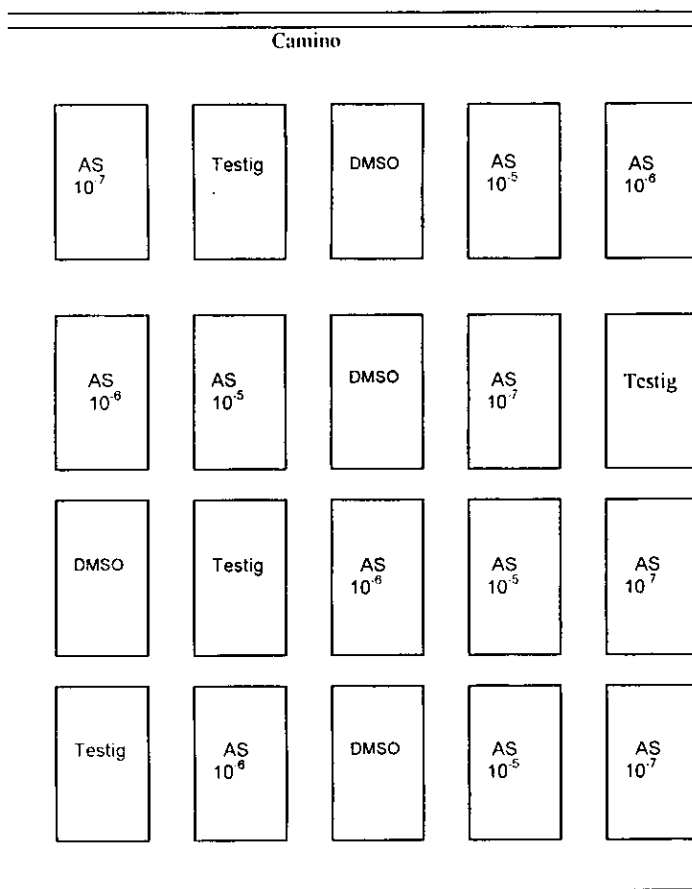 Camino
AS Testig DMSO AS AS
10⁻⁷ 10⁻⁵ 10⁻⁶
AS AS DMSO AS Testig
10⁻⁶ 10⁻⁵ 10⁻⁷
DMSO Testig AS AS AS
10⁻⁶ 10⁻⁵ 10⁻⁷
Testig AS DMSO AS AS
10⁻⁶ 10⁻⁵ 10⁻⁷